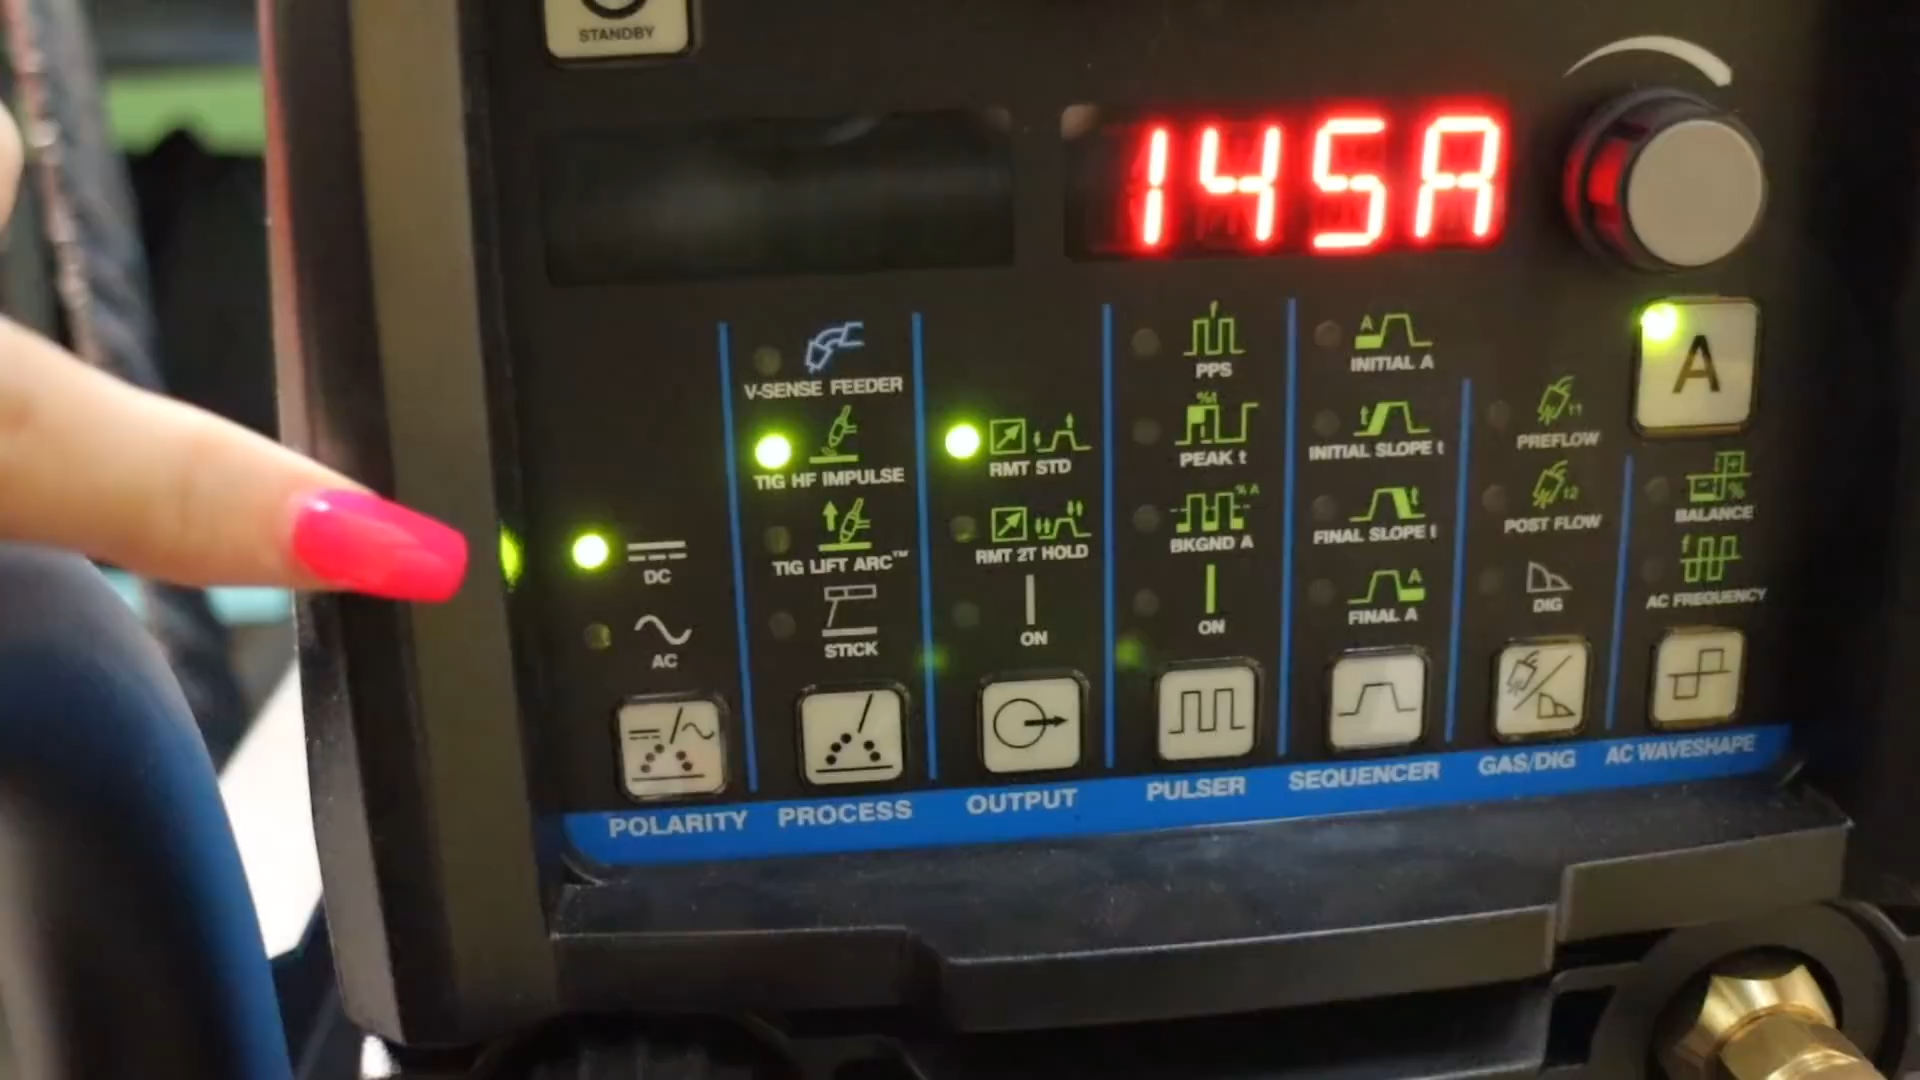 STANDBY
145A
A
V-SENSE FEEDER
TIG HF IMPULSE
TIG LIFT ARC™
STICK
DC
AC
RMT STD
RMT 2T HOLD
ON
f
PPS
%t
PEAK t
%A
BKGND A
ON
A
INITIAL A
t
INITIAL SLOPE t
t
FINAL SLOPE t
A
FINAL A
PREFLOW
POST FLOW
DIG
%
BALANCE
f
AC FREQUENCY
POLARITY
PROCESS
OUTPUT
PULSER
SEQUENCER
GAS/DIG
AC WAVESHAPE